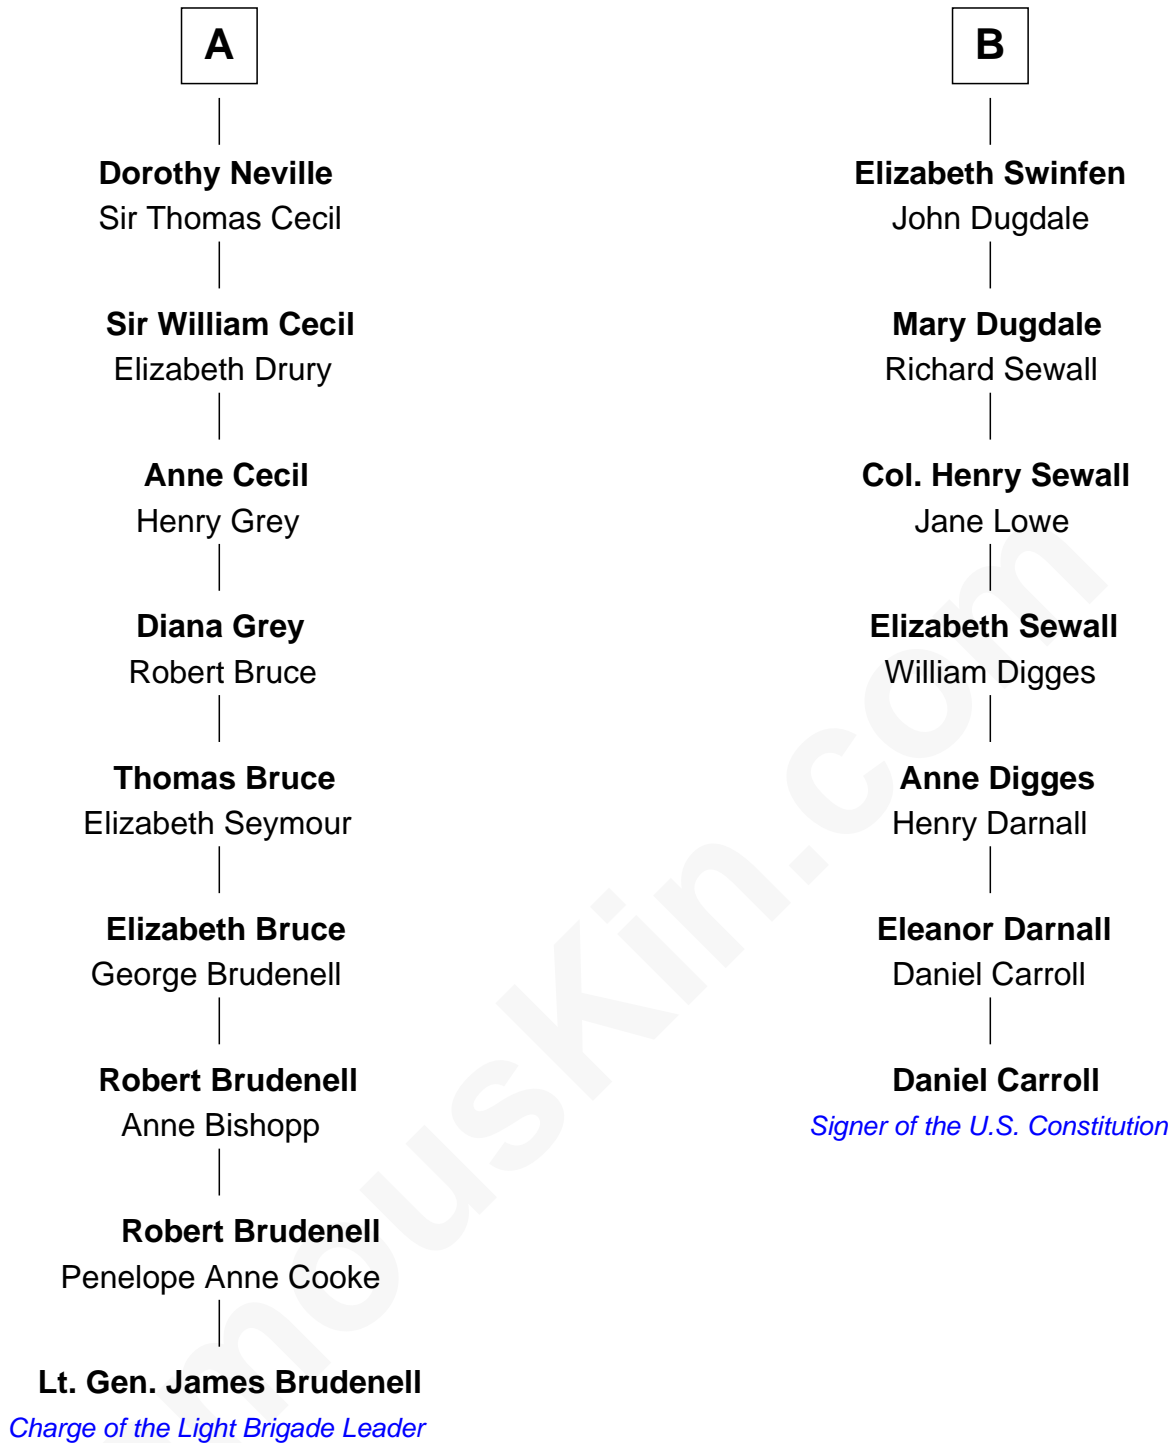 A
Dorothy Neville
Sir Thomas Cecil
Sir William Cecil
Elizabeth Drury
Anne Cecil
Henry Grey
Diana Grey
Robert Bruce
Thomas Bruce
Elizabeth Seymour
Elizabeth Bruce
George Brudenell
Robert Brudenell
Anne Bishopp
Robert Brudenell
Penelope Anne Cooke
Lt. Gen. James Brudenell
Charge of the Light Brigade Leader
B
Elizabeth Swinfen
John Dugdale
Mary Dugdale
Richard Sewall
Col. Henry Sewall
Jane Lowe
Elizabeth Sewall
William Digges
Anne Digges
Henry Darnall
Eleanor Darnall
Daniel Carroll
Daniel Carroll
Signer of the U.S. Constitution
mousKin.com